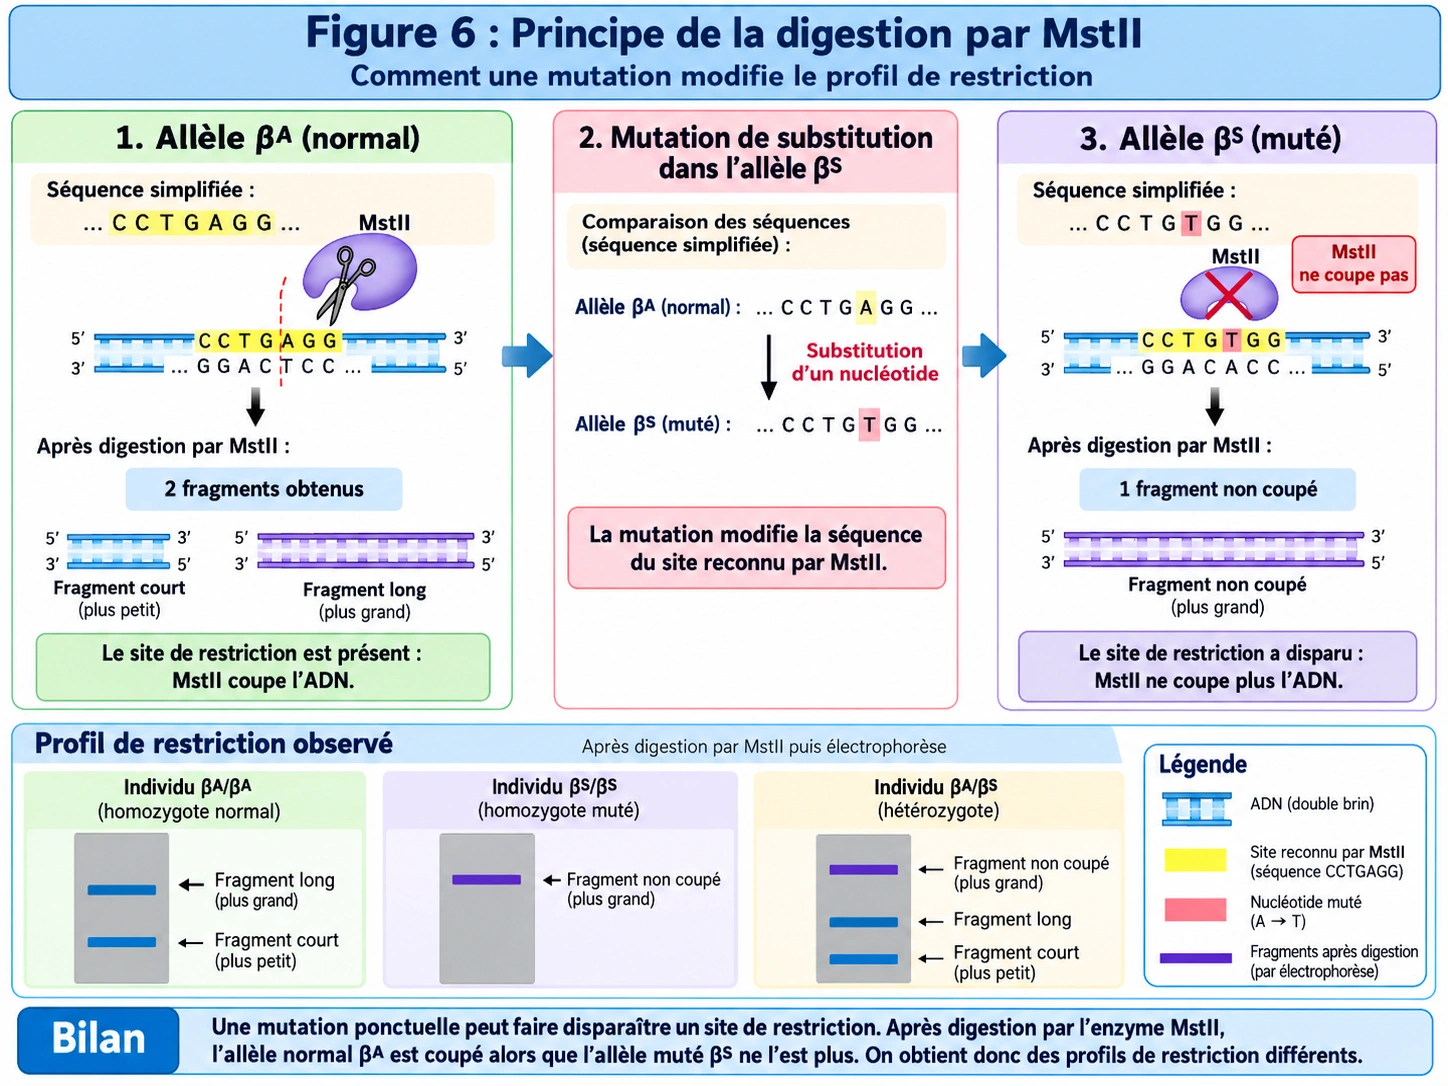 Figure 6 : Principe de la digestion par MstII
Comment une mutation modifie le profil de restriction
1. Allèle βA (normal)
Séquence simplifiée :
... C C T G A G G ...
MstII
5’ C C T G A G G 3’
3’ ... G G A C T C C ... 5’
Après digestion par MstII :
2 fragments obtenus
5’ 3’ 5’ 3’
3’ 5’ 3’ 5’
Fragment court
(plus petit)
Fragment long
(plus grand)
Le site de restriction est présent :
MstII coupe l’ADN.
2. Mutation de substitution
dans l’allèle βS
Comparaison des séquences
(séquence simplifiée) :
Allèle βA (normal) : ... C C T G A G G ...
Substitution
d’un nucléotide
Allèle βS (muté) : ... C C T G T G G ...
La mutation modifie la séquence
du site reconnu par MstII.
3. Allèle βS (muté)
Séquence simplifiée :
... C C T G T G G ...
MstII
MstII
ne coupe pas
5’ C C T G T G G 3’
3’ ... G G A C A C C ... 5’
Après digestion par MstII :
1 fragment non coupé
5’ 3’
3’ 5’
Fragment non coupé
(plus grand)
Le site de restriction a disparu :
MstII ne coupe plus l’ADN.
Profil de restriction observé
Après digestion par MstII puis électrophorèse
Individu βA/βA
(homozygote normal)
Fragment long
(plus grand)
Fragment court
(plus petit)
Individu βS/βS
(homozygote muté)
Fragment non coupé
(plus grand)
Individu βA/βS
(hétérozygote)
Fragment non coupé
(plus grand)
Fragment long
Fragment court
(plus petit)
Légende
ADN (double brin)
Site reconnu par MstII
(séquence CCTGAGG)
Nucléotide muté
(A → T)
Fragments après digestion
(par électrophorèse)
Bilan
Une mutation ponctuelle peut faire disparaître un site de restriction. Après digestion par l’enzyme MstII,
l’allèle normal βA est coupé alors que l’allèle muté βS ne l’est plus. On obtient donc des profils de restriction différents.